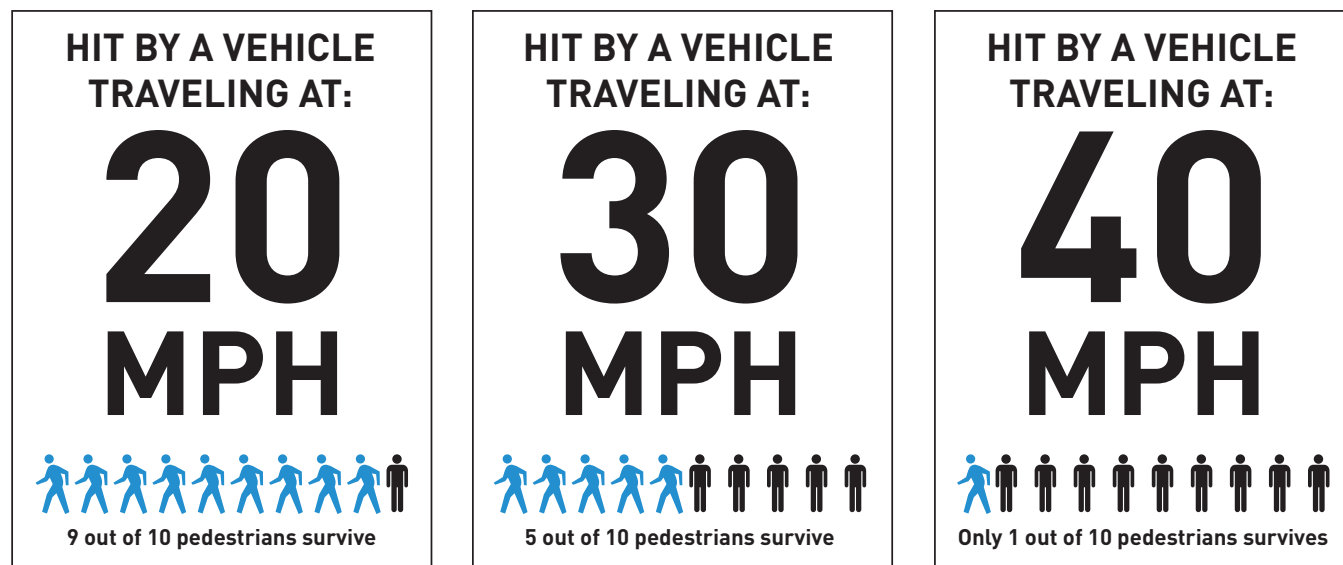 HIT BY A VEHICLE
TRAVELING AT:
20
MPH
9 out of 10 pedestrians survive
HIT BY A VEHICLE
TRAVELING AT:
30
MPH
5 out of 10 pedestrians survive
HIT BY A VEHICLE
TRAVELING AT:
40
MPH
Only 1 out of 10 pedestrians survives